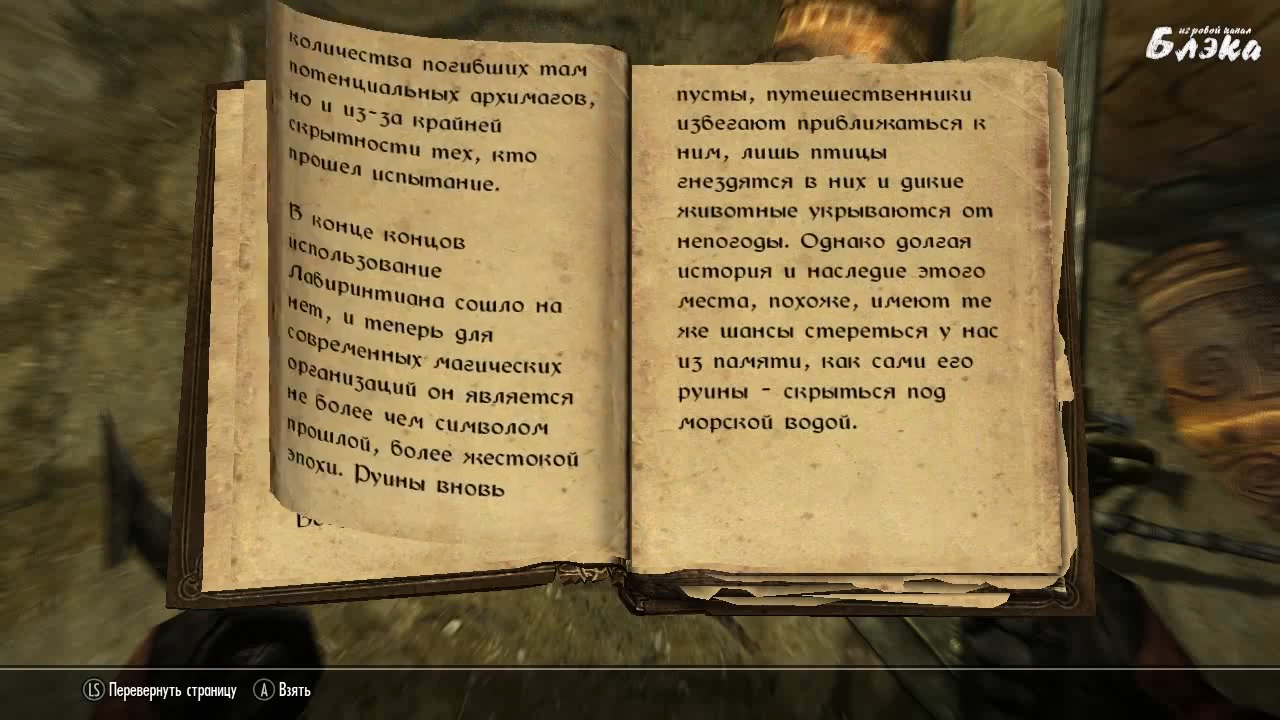 количества погибших там
потенциальных архимагов,
но и из-за крайней
скрытности тех, кто
прошел испытание.
В конце концов
использование
Лабиринтиана сошло на
нет, и теперь для
современных магических
организаций он является
не более чем символом
прошлой, более жестокой
эпохи. Руины вновь
пусты, путешественники
избегают приближаться к
ним, лишь птицы
гнездятся в них и дикие
животные укрываются от
непогоды. Однако долгая
история и наследие этого
места, похоже, имеют те
же шансы стереться у нас
из памяти, как сами его
руины - скрыться под
морской водой.
игровой канал
Блэка
LS Перевернуть страницу
A Взять